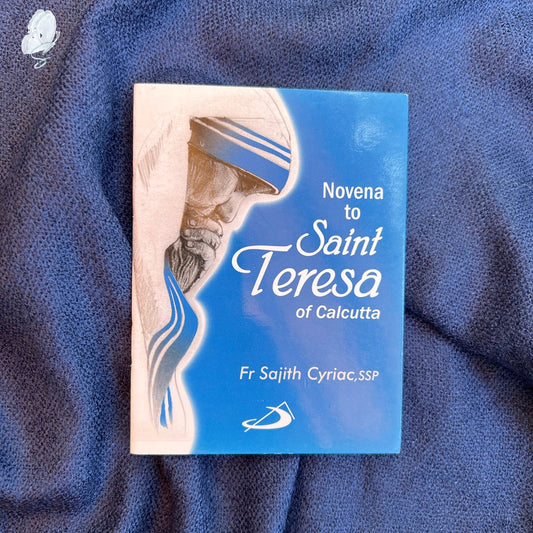 Novena
to
Saint
Teresa
of Calcutta
Fr Sajith Cyriac,SSP